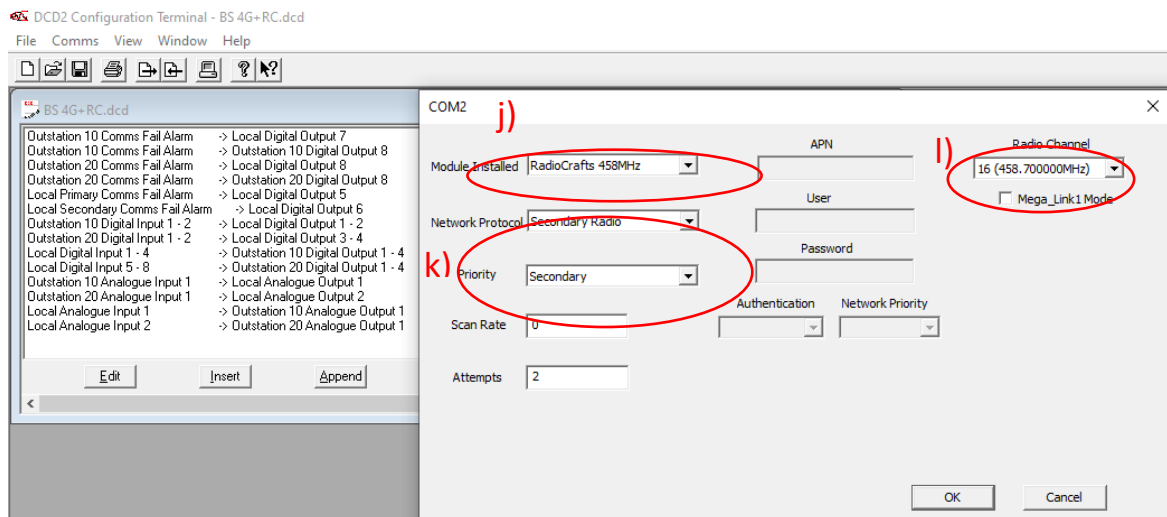 DCD2 Configuration Terminal - BS 4G+RC.dcd
File Comms View Window Help
BS 4G+RC.dcd
Outstation 10 Comms Fail Alarm -> Local Digital Output 7
Outstation 10 Comms Fail Alarm -> Outstation 10 Digital Output 8
Outstation 20 Comms Fail Alarm -> Local Digital Output 8
Outstation 20 Comms Fail Alarm -> Outstation 20 Digital Output 8
Local Primary Comms Fail Alarm -> Local Digital Output 5
Local Secondary Comms Fail Alarm -> Local Digital Output 6
Outstation 10 Digital Input 1 - 2 -> Local Digital Output 1 - 2
Outstation 20 Digital Input 1 - 2 -> Local Digital Output 3 - 4
Local Digital Input 1 - 4 -> Outstation 10 Digital Output 1 - 4
Local Digital Input 5 - 8 -> Outstation 20 Digital Output 1 - 4
Outstation 10 Analogue Input 1 -> Local Analogue Output 1
Outstation 20 Analogue Input 1 -> Local Analogue Output 2
Local Analogue Input 1 -> Outstation 10 Analogue Output 1
Local Analogue Input 2 -> Outstation 20 Analogue Output 1
Edit Insert Append
COM2
j)
Module Installed RadioCrafts 458MHz
Network Protocol Secondary Radio
k)
Priority Secondary
Scan Rate 0
Attempts 2
APN
User
Password
Authentication Network Priority
l)
Radio Channel
16 (458.700000MHz)
Mega_Link1 Mode
OK Cancel